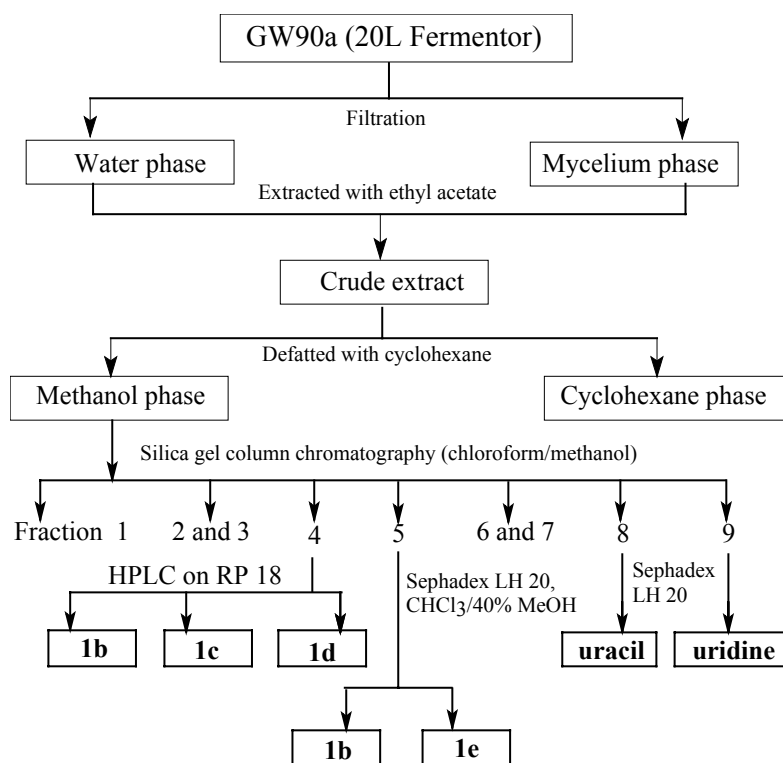 GW90a (20L Fermentor)
Filtration
Water phase
Mycelium phase
Extracted with ethyl acetate
Crude extract
Defatted with cyclohexane
Methanol phase
Cyclohexane phase
Silica gel column chromatography (chloroform/methanol)
Fraction 1
2 and 3
4
5
6 and 7
8
9
HPLC on RP 18
Sephadex LH 20,
CHCl3/40% MeOH
Sephadex
LH 20
1b
1c
1d
uracil
uridine
1b
1e